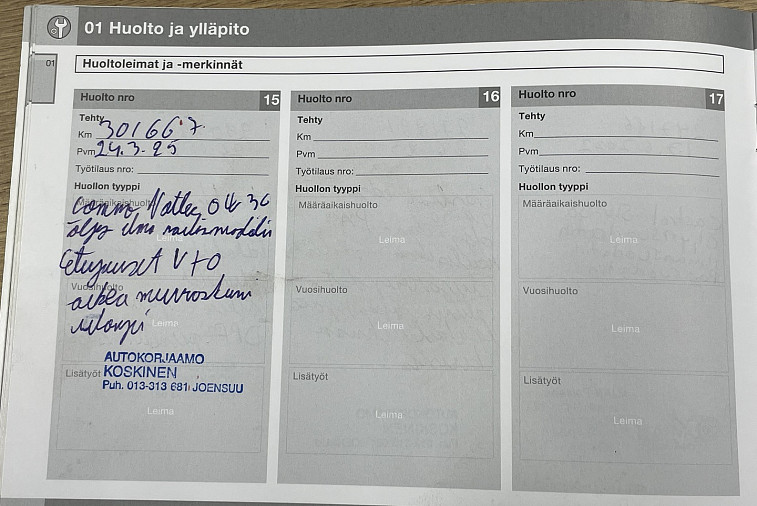 01 Huolto ja ylläpito
01
Huoltoleimat ja -merkinnät
Huolto nro 15
Tehty
Km 301667
Pvm 24.3.25
Työtilaus nro:
Huollon tyyppi
Määräaikaishuolto
öljy
Leima
V+O
Vuosihuolto
Leima
AUTOKORJAAMO
Lisätyöt KOSKINEN
Puh. 013-313 681 JOENSUU
Leima
Huolto nro 16
Tehty
Km
Pvm
Työtilaus nro:
Huollon tyyppi
Määräaikaishuolto
Leima
Vuosihuolto
Leima
Lisätyöt
Leima
Huolto nro 17
Tehty
Km
Pvm
Työtilaus nro:
Huollon tyyppi
Määräaikaishuolto
Leima
Vuosihuolto
Leima
Lisätyöt
Leima